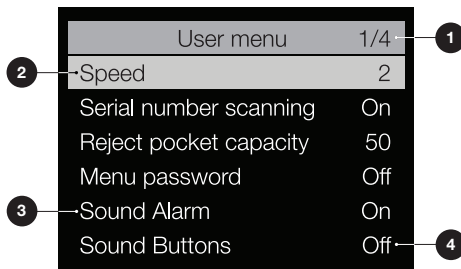 User menu 1/4 1
2 Speed 2
Serial number scanning On
Reject pocket capacity 50
Menu password Off
3 Sound Alarm On
Sound Buttons Off 4